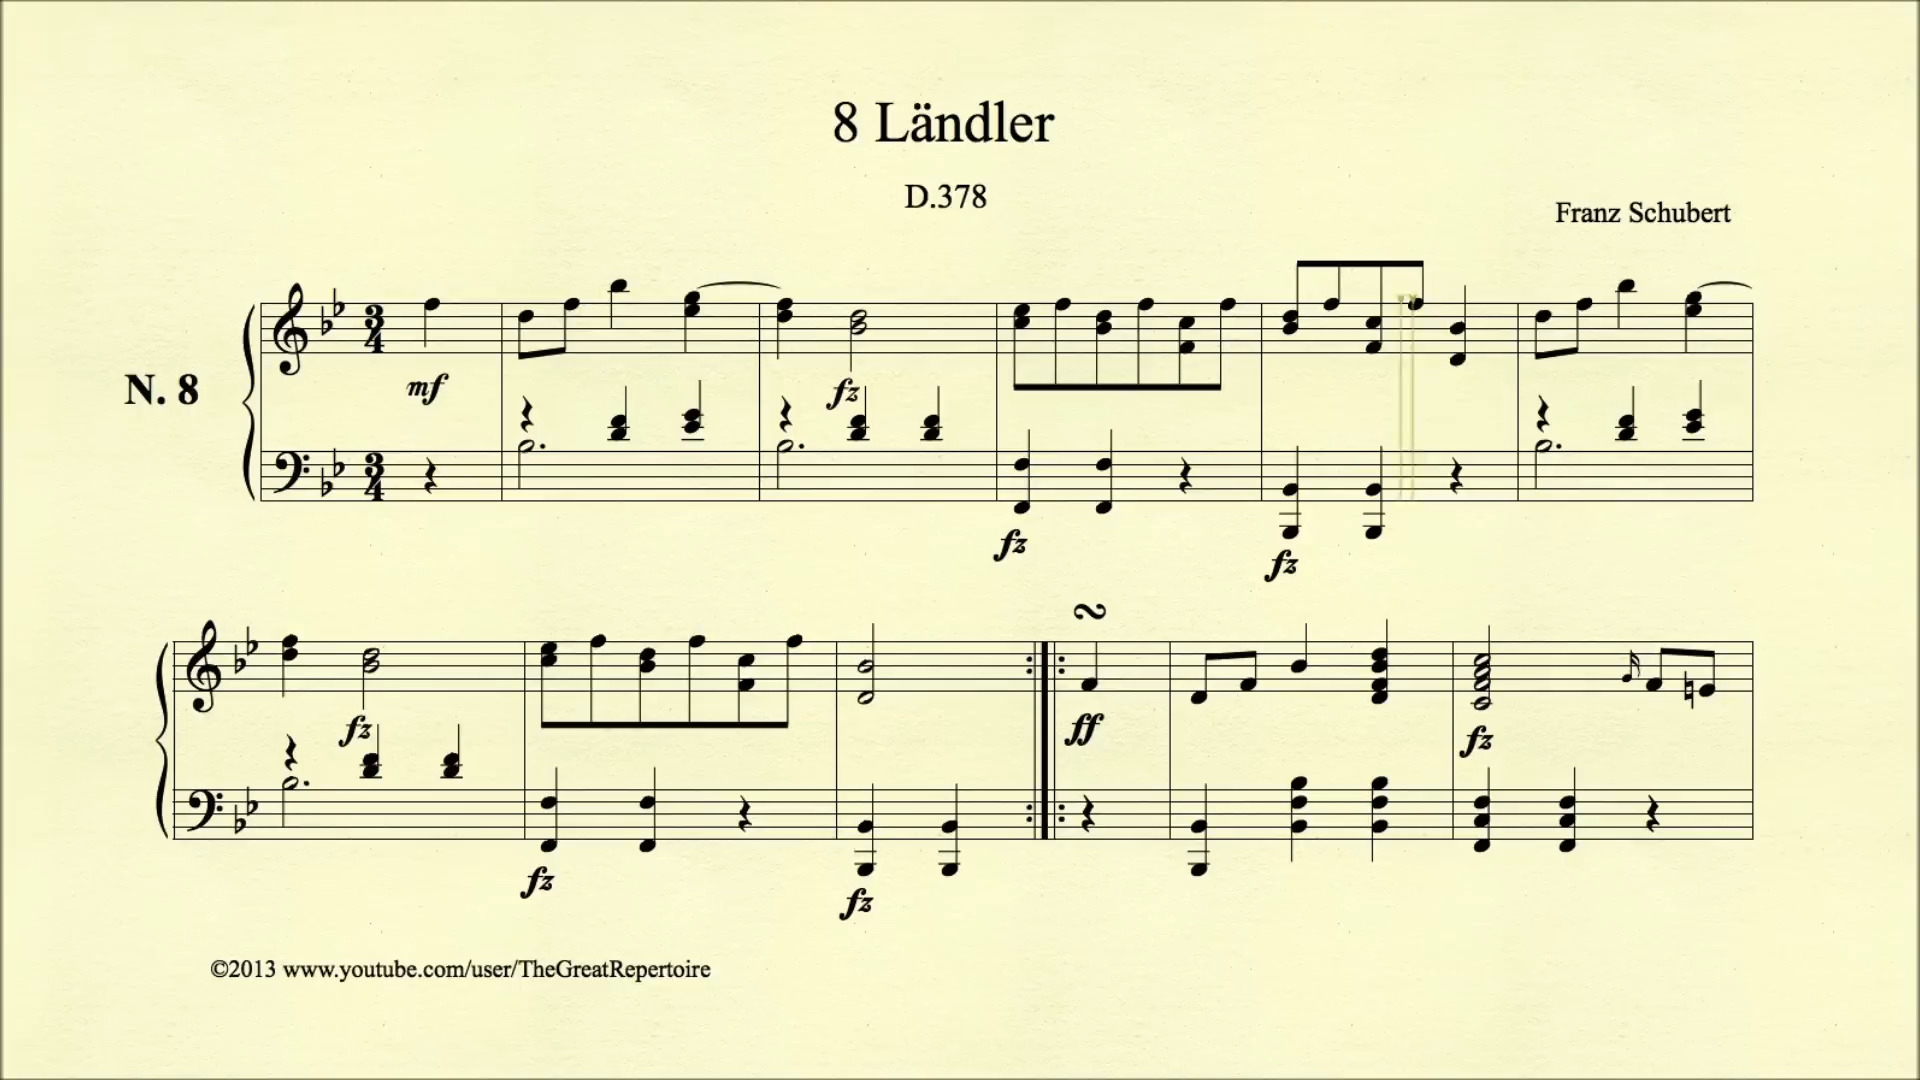 8 Ländler
D.378
Franz Schubert
N. 8
mf
fz
fz
fz
fz
ff
fz
fz
fz
©2013 www.youtube.com/user/TheGreatRepertoire